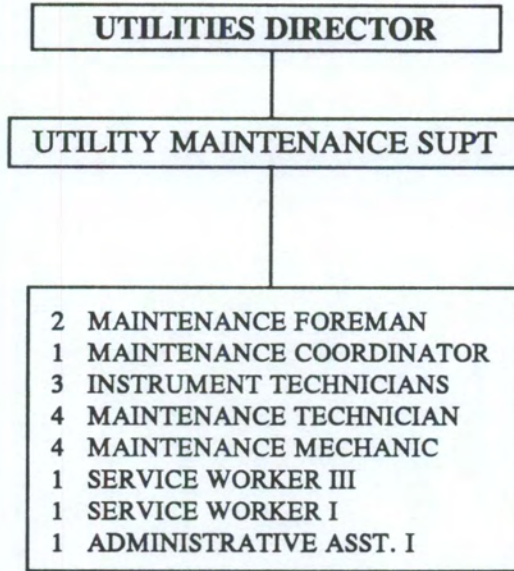 UTILITIES DIRECTOR
UTILITY MAINTENANCE SUPT
2 MAINTENANCE FOREMAN
1 MAINTENANCE COORDINATOR
3 INSTRUMENT TECHNICIANS
4 MAINTENANCE TECHNICIAN
4 MAINTENANCE MECHANIC
1 SERVICE WORKER III
1 SERVICE WORKER I
1 ADMINISTRATIVE ASST. I